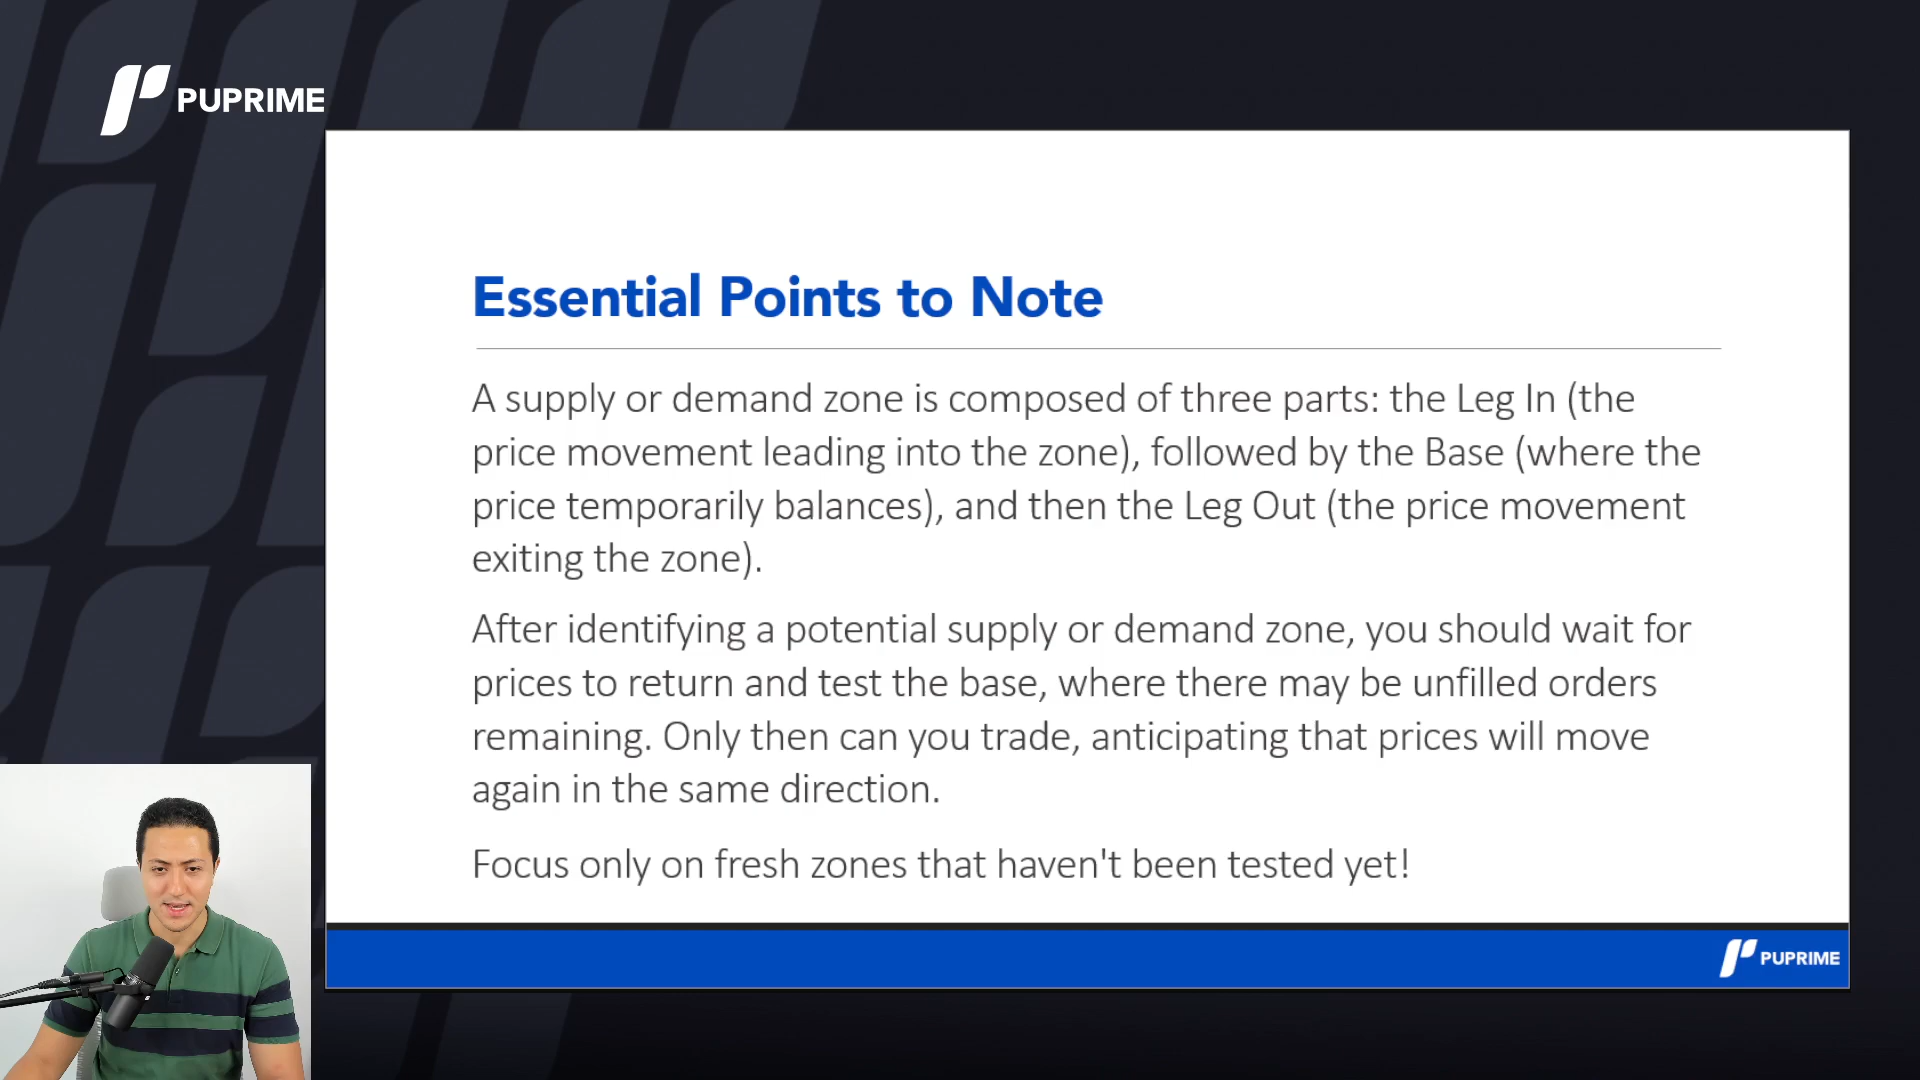 PUPRIME
Essential Points to Note
A supply or demand zone is composed of three parts: the Leg In (the
price movement leading into the zone), followed by the Base (where the
price temporarily balances), and then the Leg Out (the price movement
exiting the zone).
After identifying a potential supply or demand zone, you should wait for
prices to return and test the base, where there may be unfilled orders
remaining. Only then can you trade, anticipating that prices will move
again in the same direction.
Focus only on fresh zones that haven't been tested yet!
PUPRIME